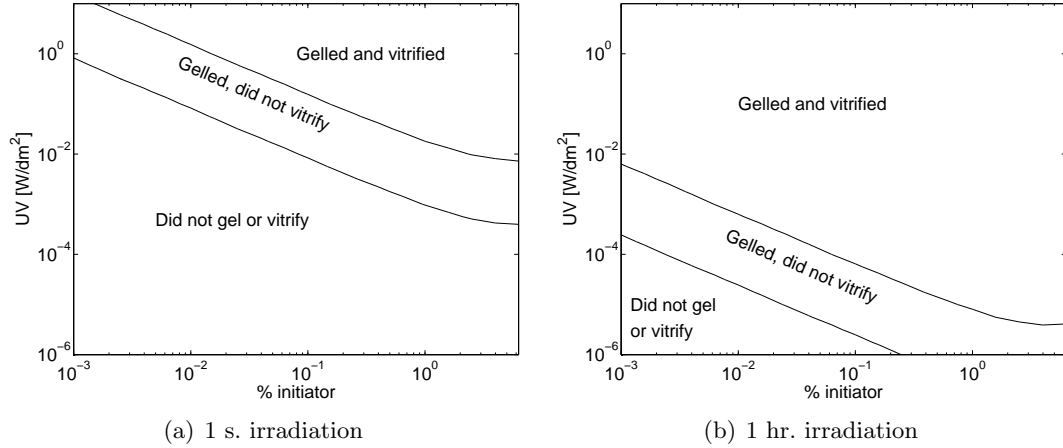 10^0
10^-2
10^-4
10^-6
UV [W/dm^2]
Gelled and vitrified
Gelled, did not vitrify
Did not gel or vitrify
10^-3
10^-2
10^-1
10^0
% initiator
(a) 1 s. irradiation
10^0
10^-2
10^-4
10^-6
UV [W/dm^2]
Gelled and vitrified
Gelled, did not vitrify
Did not gel
or vitrify
10^-3
10^-2
10^-1
10^0
% initiator
(b) 1 hr. irradiation